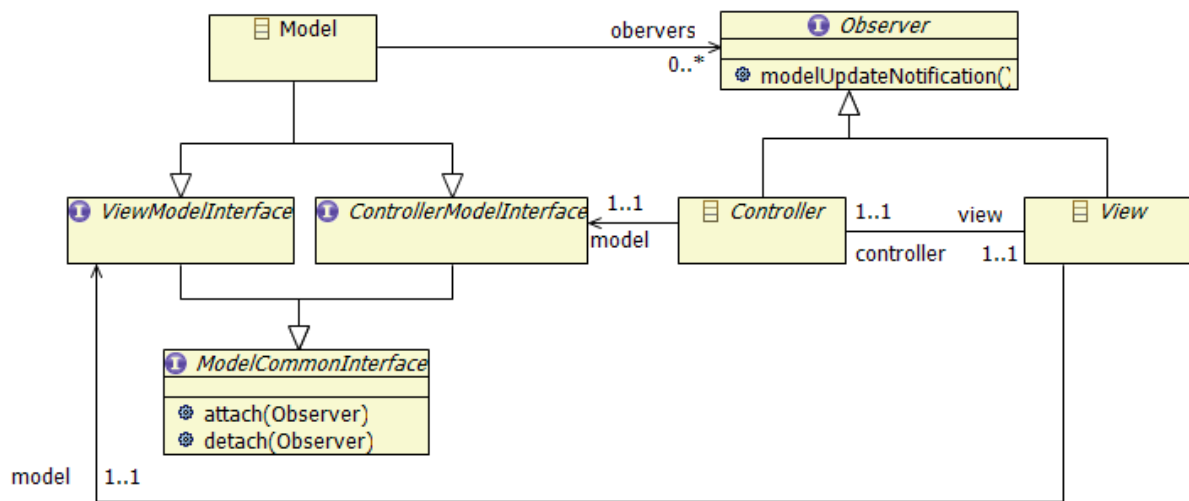 Model
obervers
0..*
I Observer
modelUpdateNotification()
I ViewModelInterface
I ControllerModelInterface
1..1
model
Controller
1..1
view
controller
1..1
View
I ModelCommonInterface
attach(Observer)
detach(Observer)
model
1..1